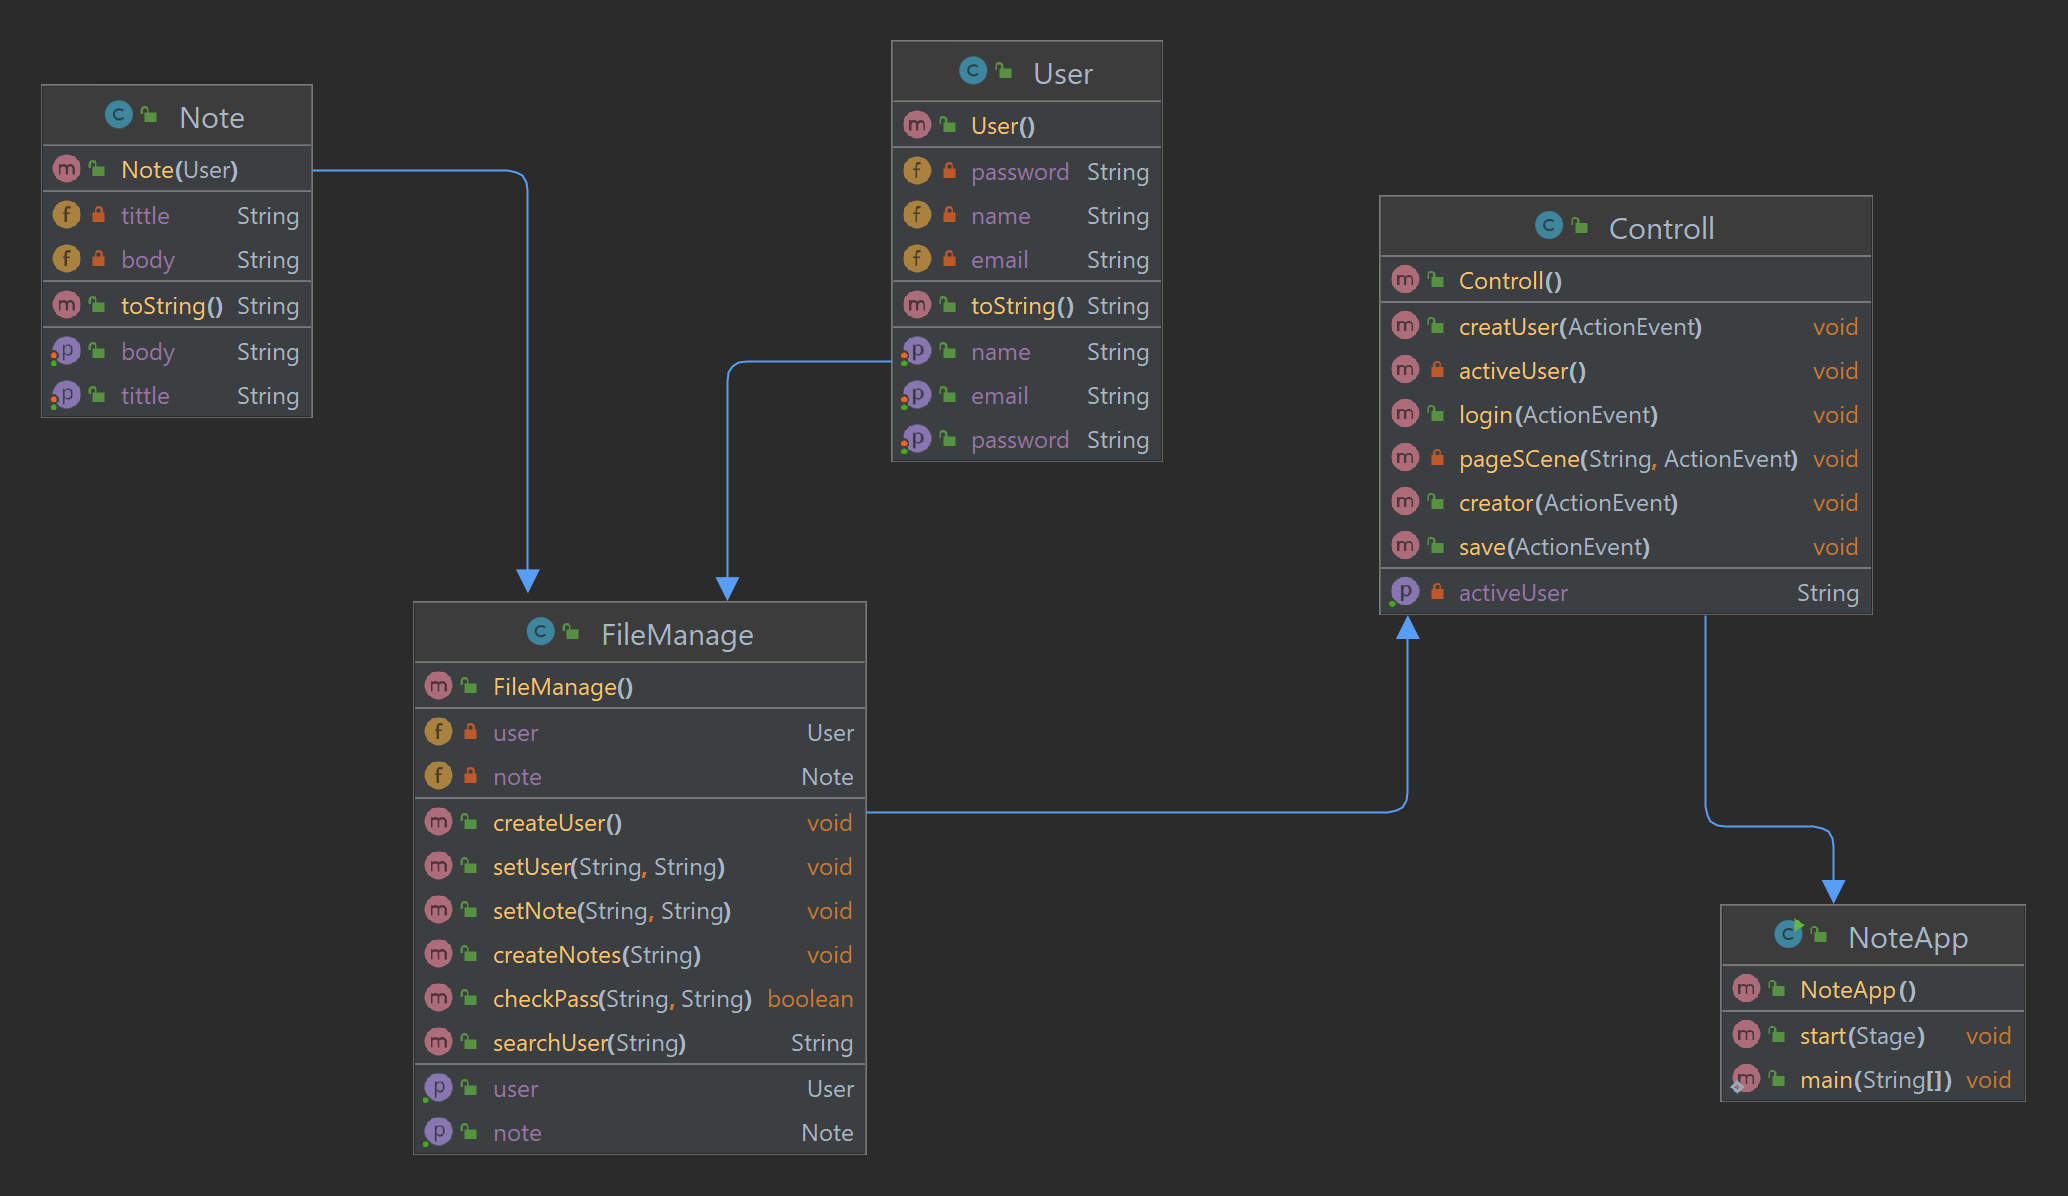 Note
Note(User)
tittle String
body String
toString() String
body String
tittle String
User
User()
password String
name String
email String
toString() String
name String
email String
password String
Controll
Controll()
creatUser(ActionEvent) void
activeUser() void
login(ActionEvent) void
pageSCene(String, ActionEvent) void
creator(ActionEvent) void
save(ActionEvent) void
activeUser String
FileManage
FileManage()
user User
note Note
createUser() void
setUser(String, String) void
setNote(String, String) void
createNotes(String) void
checkPass(String, String) boolean
searchUser(String) String
user User
note Note
NoteApp
NoteApp()
start(Stage) void
main(String[]) void